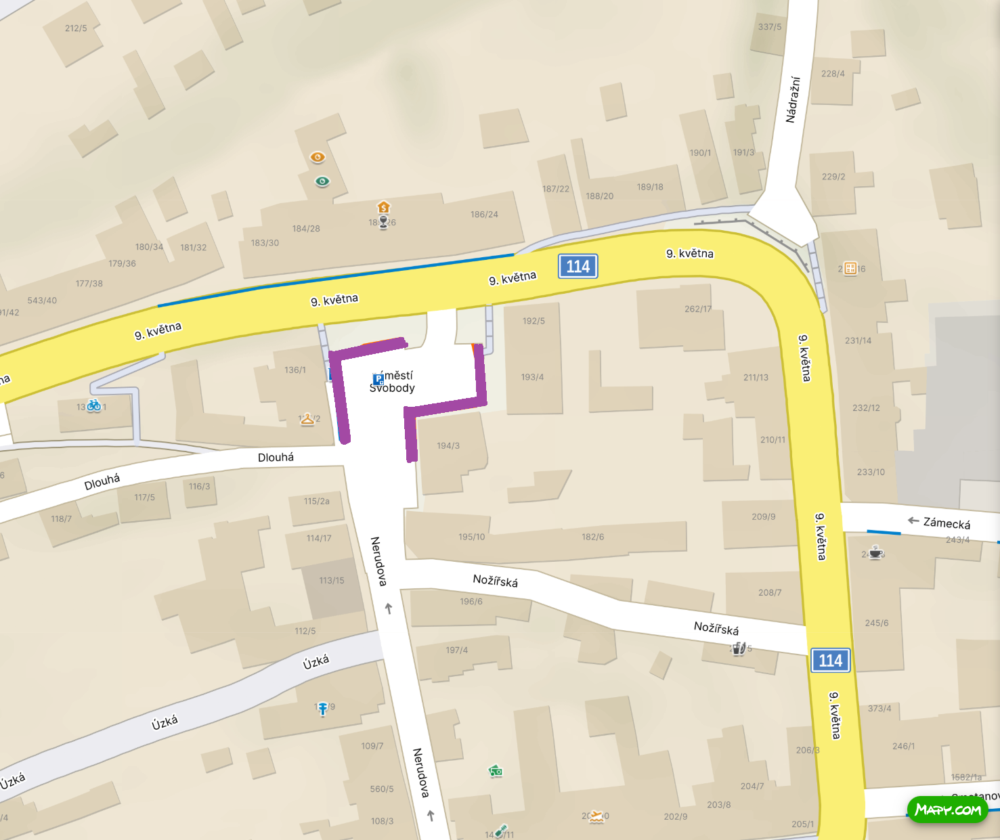 212/5
337/5
228/4
Nádražní
190/1
191/3
229/2
187/22
189/18
188/20
186/24
184/28
183/30
180/34
181/32
179/36
177/38
543/40
9. května
114
9. května
9. května
9. května
262/17
192/5
231/14
9. května
136/1
náměstí
Svobody
193/4
211/13
232/12
194/3
210/11
Dlouhá
233/10
Dlouhá
116/3
117/5
115/2a
118/7
209/9
Zámecká
114/17
195/10
182/6
243/4
9. května
Nerudova
113/15
Nožířská
208/7
196/6
245/6
112/5
Nožířská
197/4
Úzká
114
373/4
9. května
Úzká
109/7
206/3
246/1
Nerudova
1582/1a
Úzká
560/5
204/7
203/8
202/9
108/3
205/1
Mapy.com